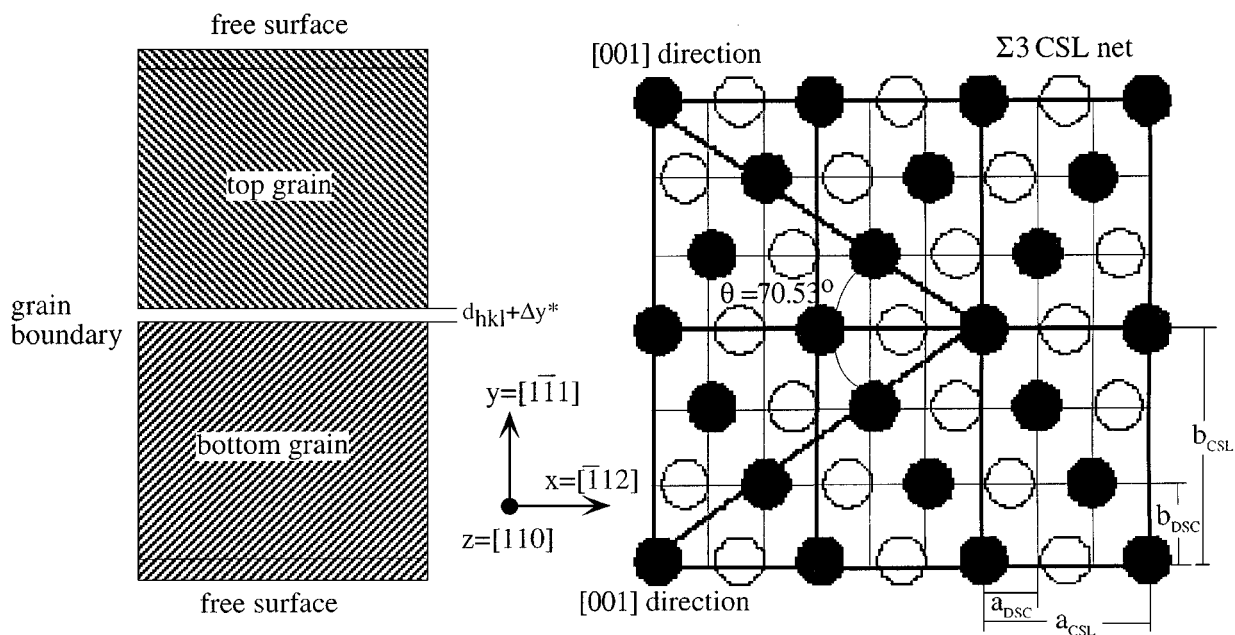 free surface
top grain
grain
boundary
d_hkl+Δy*
bottom grain
free surface
y=[1̄1̄1]
x=[1̄12]
z=[110]
[001] direction
Σ3 CSL net
θ=70.53°
b_CSL
b_DSC
[001] direction
a_DSC
a_CSL